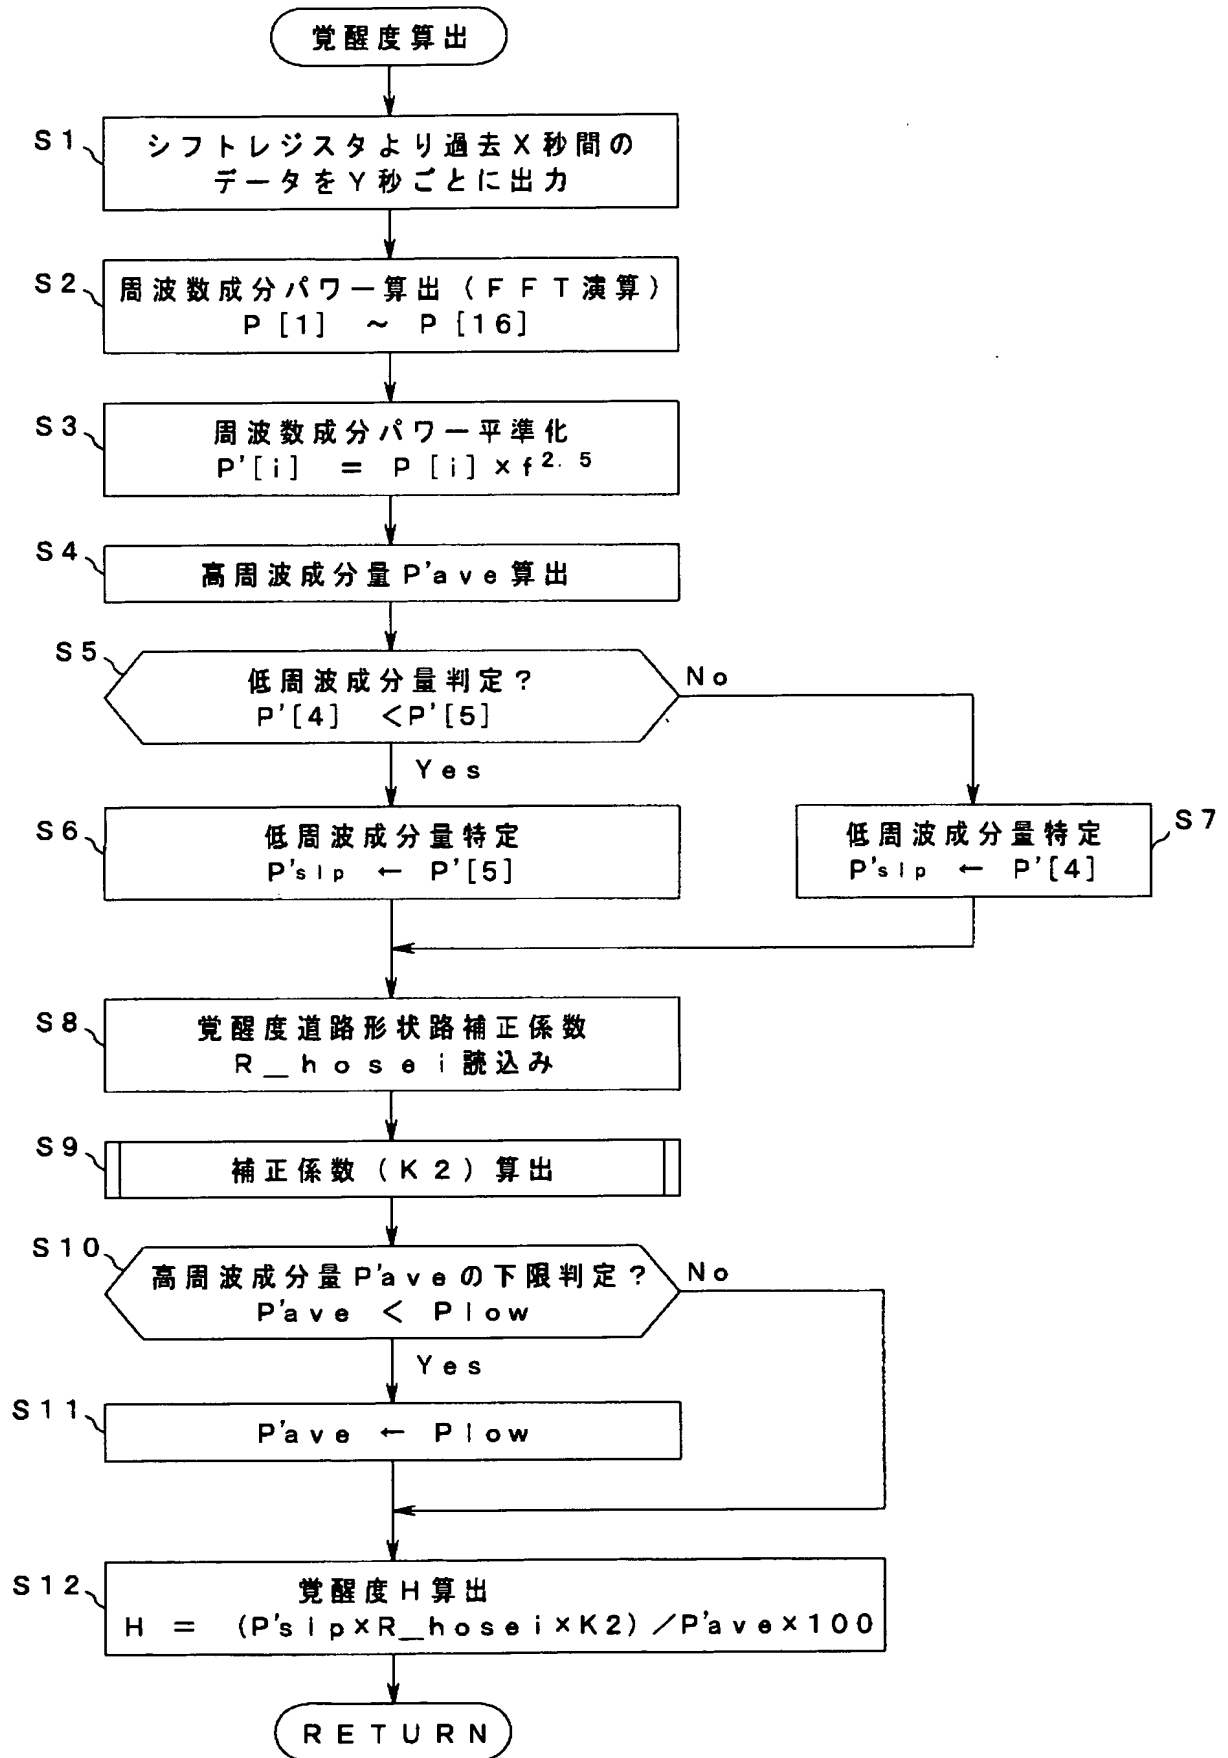 覚醒度算出
S1
シフトレジスタより過去X秒間の
データをY秒ごとに出力
S2
周波数成分パワー算出(FFT演算)
P[1] ~ P[16]
S3
周波数成分パワー平準化
P'[i] = P[i]×f^2.5
S4
高周波成分量P'ave算出
S5
低周波成分量判定?
P'[4] <P'[5]
No
Yes
S6
低周波成分量特定
P'slp ← P'[5]
S7
低周波成分量特定
P'slp ← P'[4]
S8
覚醒度道路形状路補正係数
R_hosei読込み
S9
補正係数(K2)算出
S10
高周波成分量P'aveの下限判定?
P'ave < Plow
No
Yes
S11
P'ave ← Plow
S12
覚醒度H算出
H = (P'slp×R_hosei×K2)/P'ave×100
RETURN